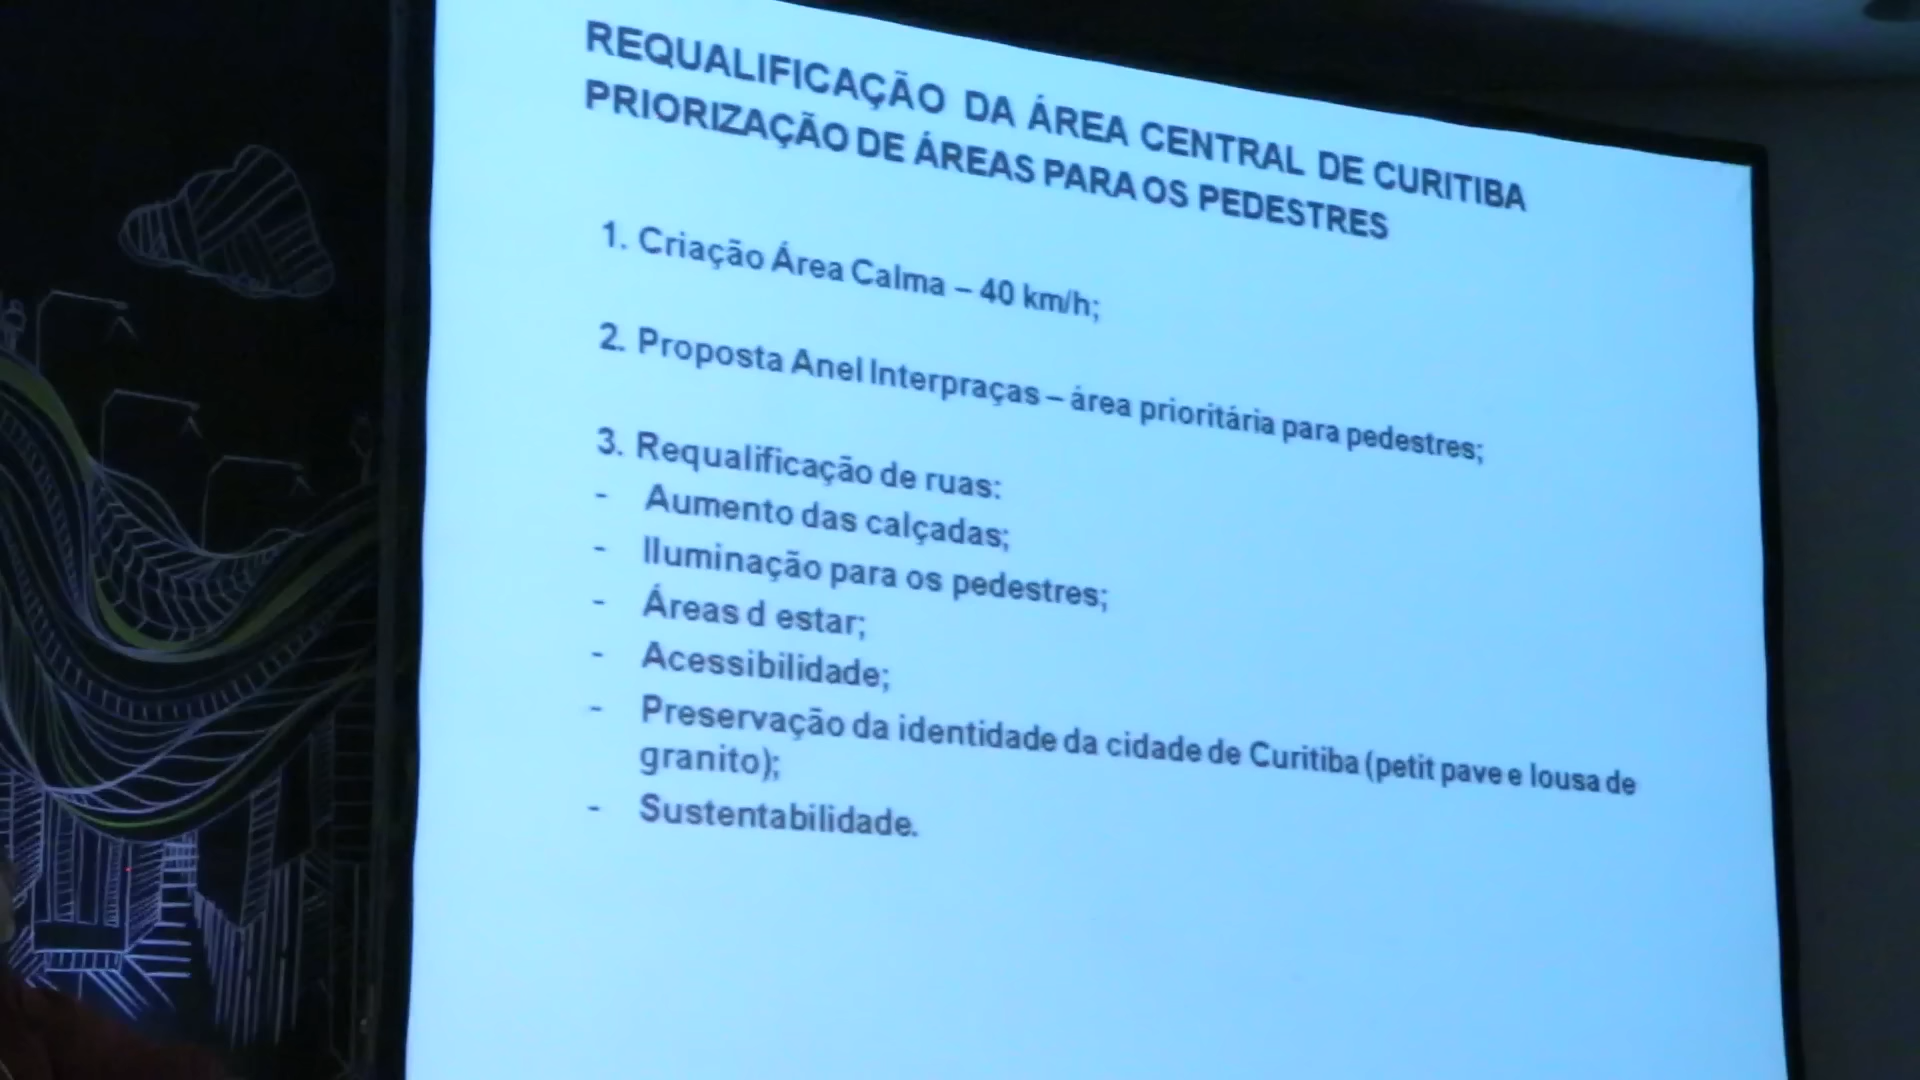 REQUALIFICAÇÃO DA ÁREA CENTRAL DE CURITIBA
PRIORIZAÇÃO DE ÁREAS PARA OS PEDESTRES
1. Criação Área Calma – 40 km/h;
2. Proposta Anel Interpraças – área prioritária para pedestres;
3. Requalificação de ruas:
- Aumento das calçadas;
- Iluminação para os pedestres;
- Áreas d estar;
- Acessibilidade;
- Preservação da identidade da cidade de Curitiba (petit pave e lousa de
granito);
- Sustentabilidade.